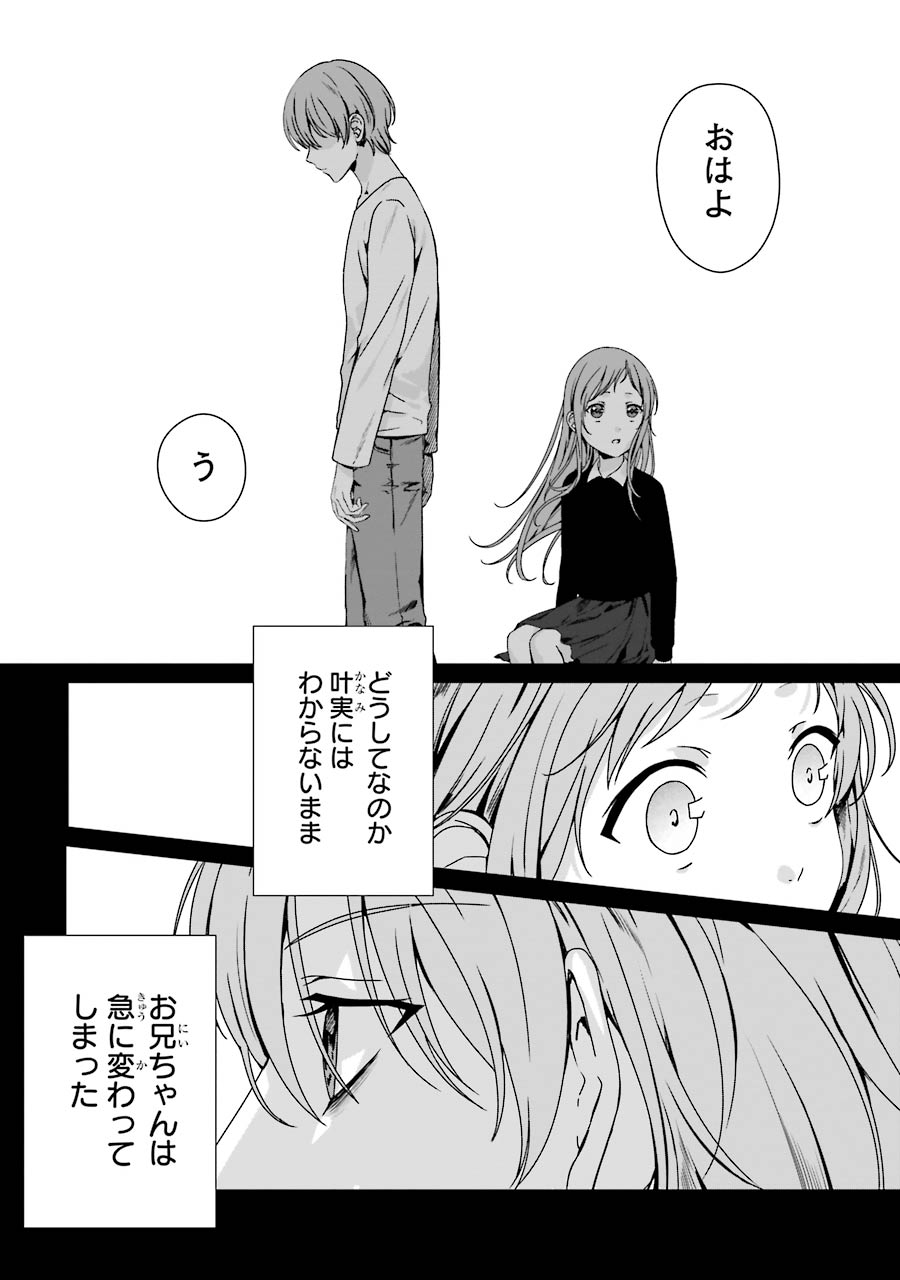 おはよ
う
どうしてなのか
叶実には
わからないまま
お兄ちゃんは
急に変わって
しまった